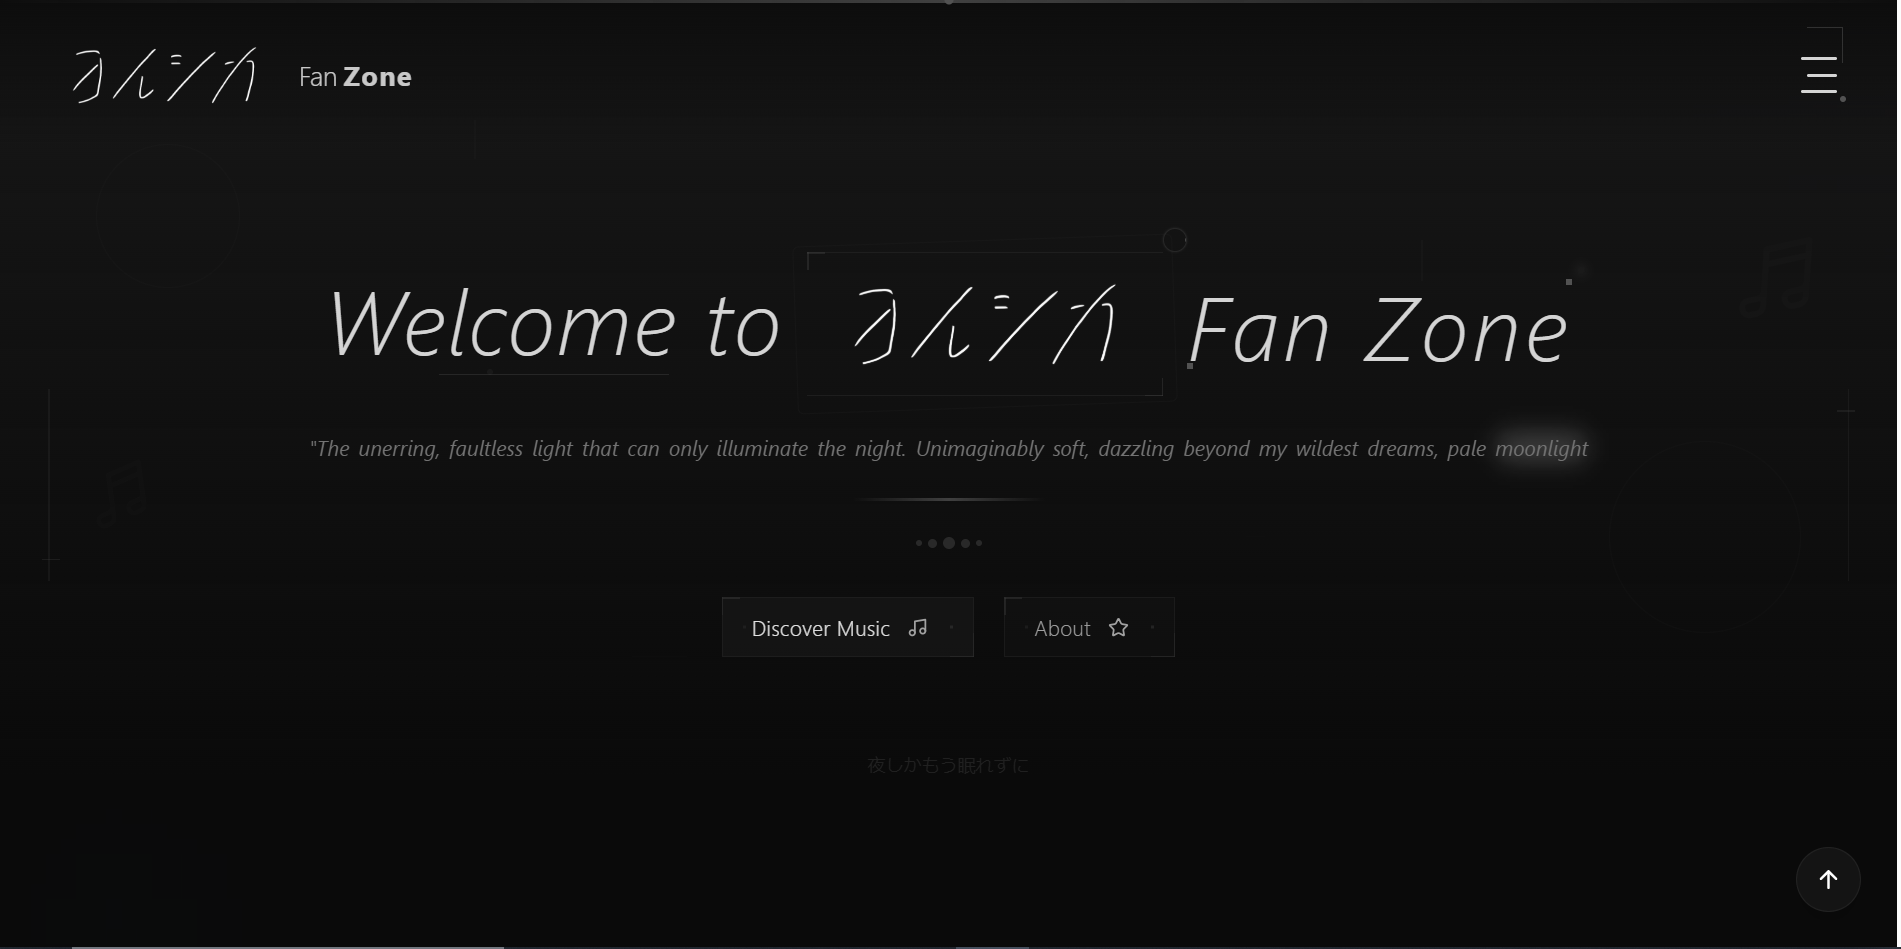 ヨルシカ Fan Zone
Welcome to ヨルシカ Fan Zone
"The unerring, faultless light that can only illuminate the night. Unimaginably soft, dazzling beyond my wildest dreams, pale moonlight
Discover Music
About
夜しかもう眠れずに